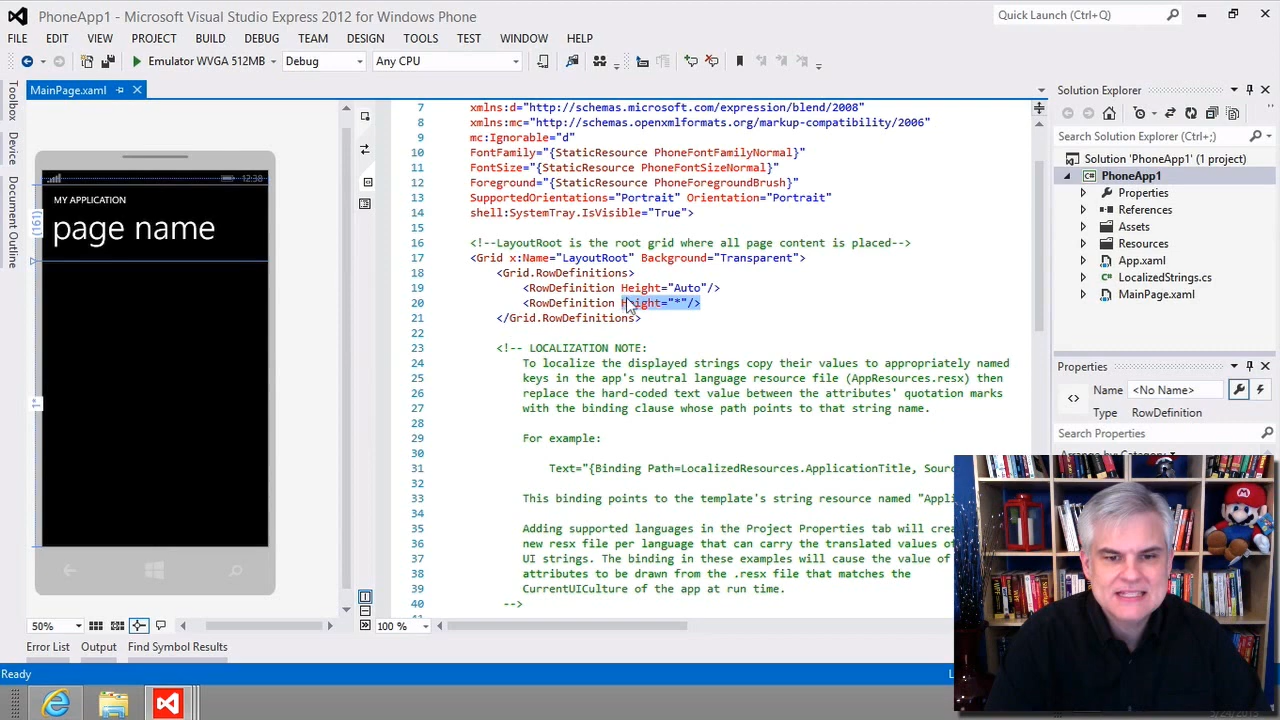 PhoneApp1 - Microsoft Visual Studio Express 2012 for Windows Phone
Quick Launch (Ctrl+Q)
FILE EDIT VIEW PROJECT BUILD DEBUG TEAM DESIGN TOOLS TEST WINDOW HELP
Emulator WVGA 512MB Debug Any CPU
Toolbox
Device
Document Outline
MainPage.xaml
12:38
MY APPLICATION
page name
(161)
1*
50%
7 xmlns:d="http://schemas.microsoft.com/expression/blend/2008"
8 xmlns:mc="http://schemas.openxmlformats.org/markup-compatibility/2006"
9 mc:Ignorable="d"
10 FontFamily="{StaticResource PhoneFontFamilyNormal}"
11 FontSize="{StaticResource PhoneFontSizeNormal}"
12 Foreground="{StaticResource PhoneForegroundBrush}"
13 SupportedOrientations="Portrait" Orientation="Portrait"
14 shell:SystemTray.IsVisible="True">
15
16 <!--LayoutRoot is the root grid where all page content is placed-->
17 <Grid x:Name="LayoutRoot" Background="Transparent">
18 <Grid.RowDefinitions>
19 <RowDefinition Height="Auto"/>
20 <RowDefinition Height="*"/>
21 </Grid.RowDefinitions>
22
23 <!-- LOCALIZATION NOTE:
24 To localize the displayed strings copy their values to appropriately named
25 keys in the app's neutral language resource file (AppResources.resx) then
26 replace the hard-coded text value between the attributes' quotation marks
27 with the binding clause whose path points to that string name.
28
29 For example:
30
31 Text="{Binding Path=LocalizedResources.ApplicationTitle, Sourc
32
33 This binding points to the template's string resource named "Appli
34
35 Adding supported languages in the Project Properties tab will crea
36 new resx file per language that can carry the translated values of
37 UI strings. The binding in these examples will cause the value of
38 attributes to be drawn from the .resx file that matches the
39 CurrentUICulture of the app at run time.
40 -->
100 %
Solution Explorer
Search Solution Explorer (Ctrl+;)
Solution 'PhoneApp1' (1 project)
PhoneApp1
Properties
References
Assets
Resources
App.xaml
LocalizedStrings.cs
MainPage.xaml
Properties
Name <No Name>
Type RowDefinition
Search Properties
Error List Output Find Symbol Results
Ready